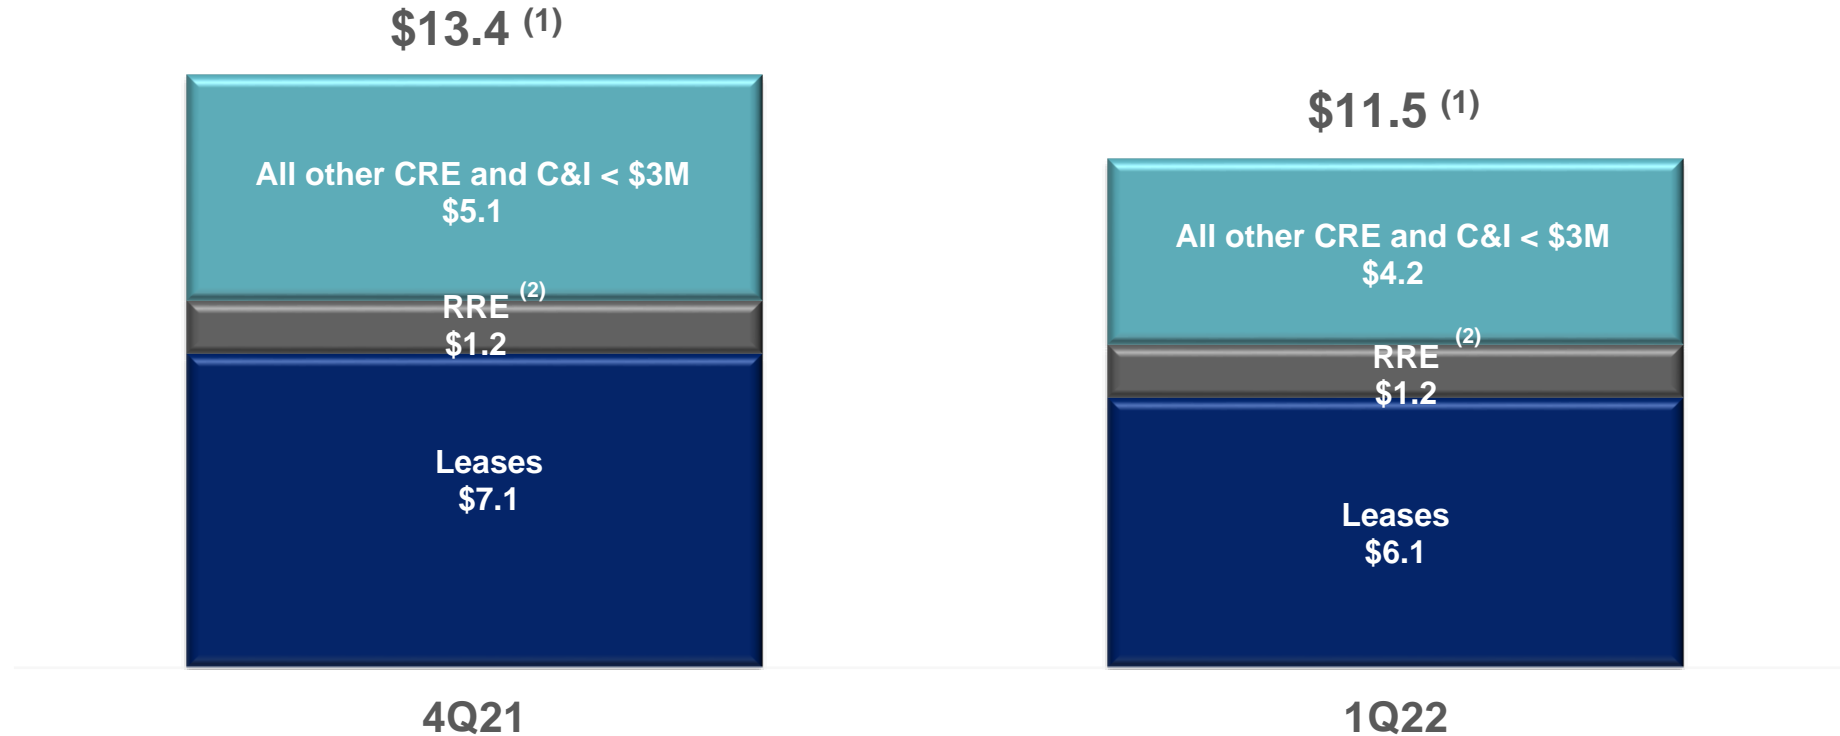 $13.4 (1)
All other CRE and C&I < $3M
$5.1
RRE (2)
$1.2
Leases
$7.1
4Q21
$11.5 (1)
All other CRE and C&I < $3M
$4.2
RRE (2)
$1.2
Leases
$6.1
1Q22